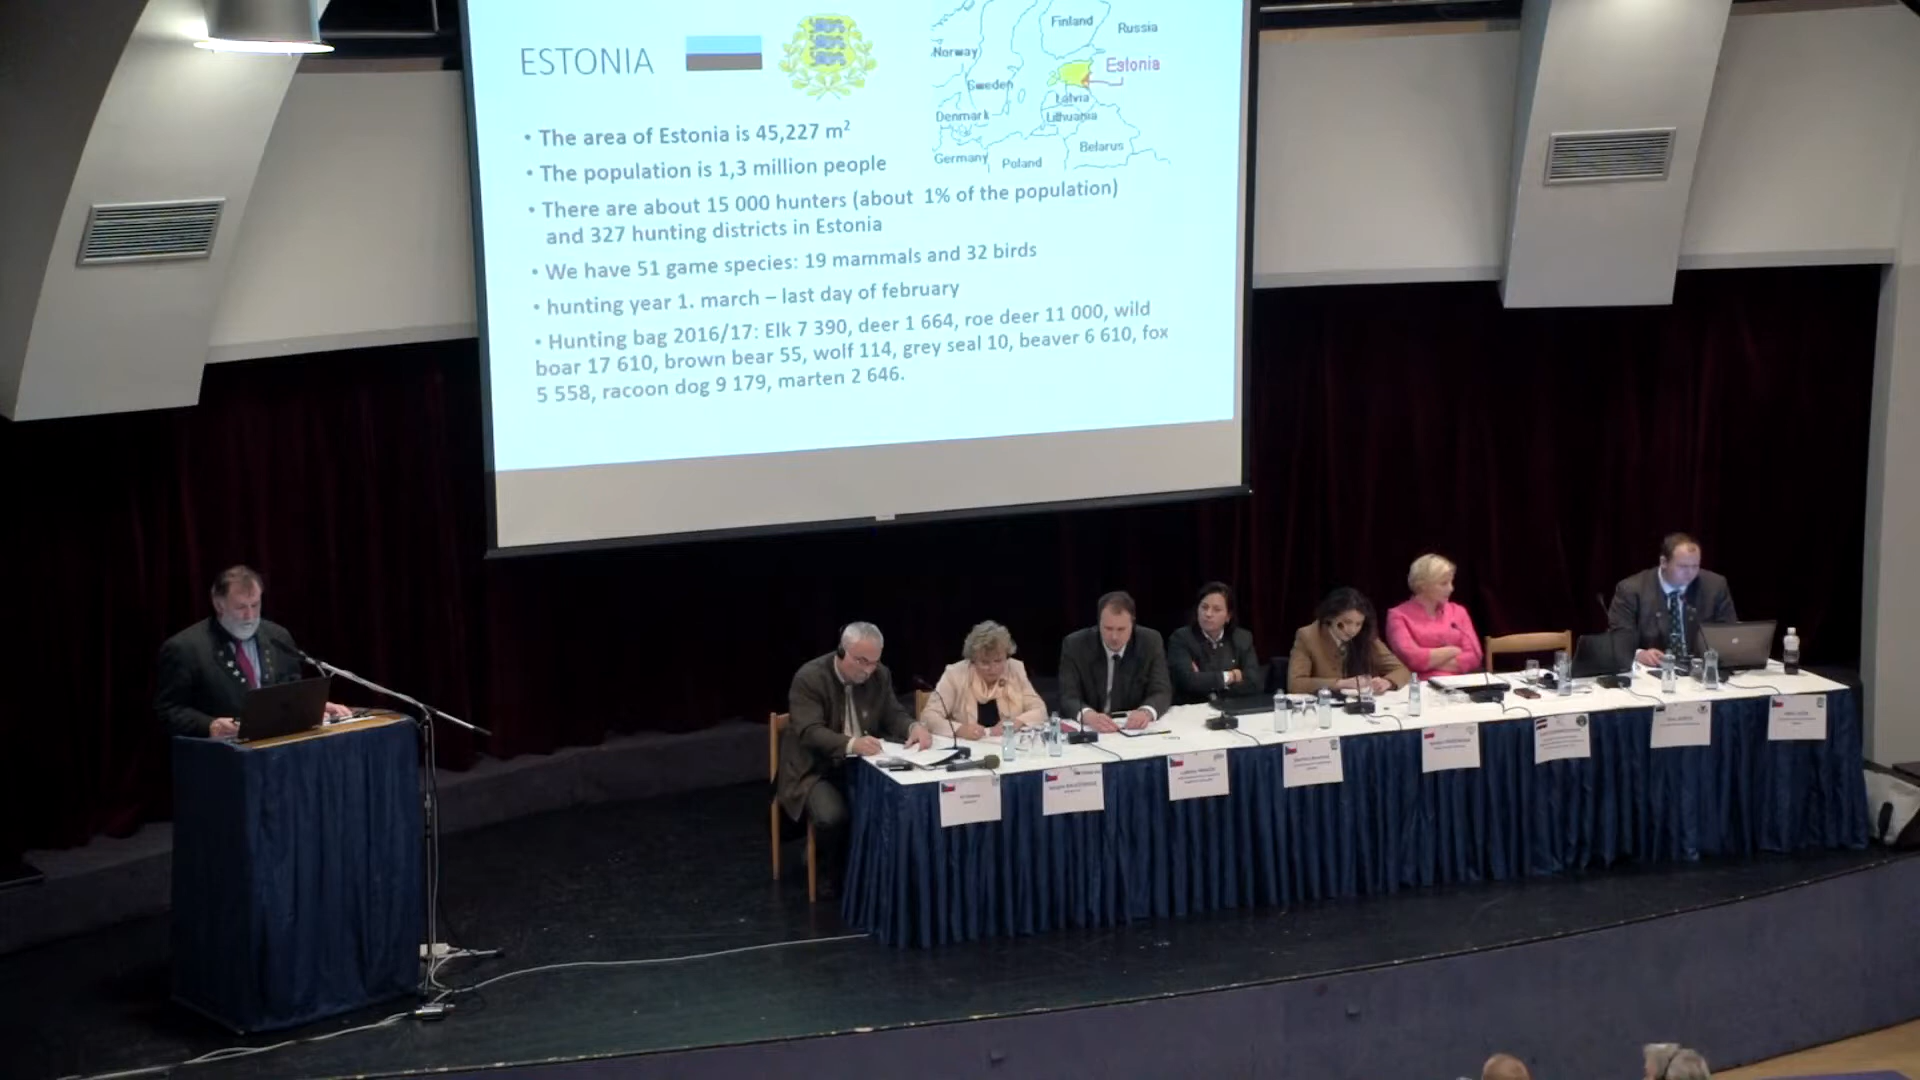 ESTONIA
• The area of Estonia is 45,227 m²
• The population is 1,3 million people
• There are about 15 000 hunters (about 1% of the population)
and 327 hunting districts in Estonia
• We have 51 game species: 19 mammals and 32 birds
• hunting year 1. march – last day of february
• Hunting bag 2016/17: Elk 7 390, deer 1 664, roe deer 11 000, wild
boar 17 610, brown bear 55, wolf 114, grey seal 10, beaver 6 610, fox
5 558, racoon dog 9 179, marten 2 646.
Finland
Russia
Norway
Estonia
Sweden
Latvia
Denmark
Lithuania
Belarus
Germany
Poland